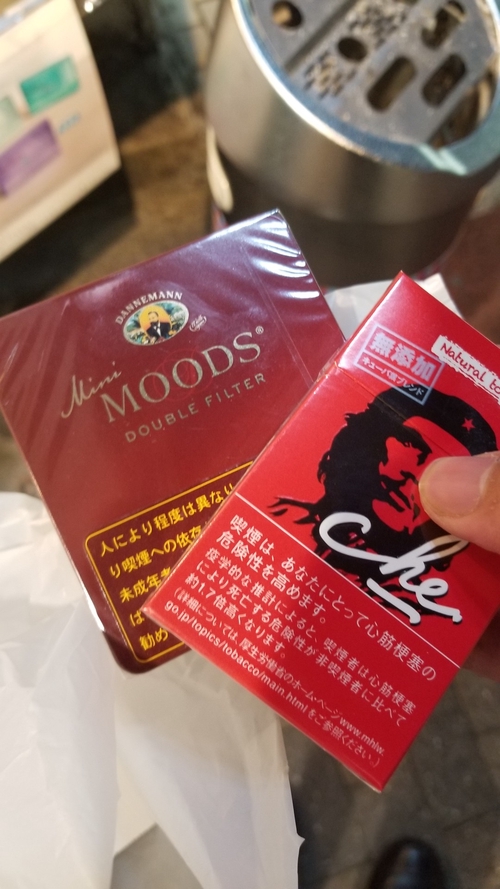 DANNEMANN
Mini
MOODS®
DOUBLE FILTER
人により程度は異な
り喫煙への依存
未成年
は
勧め
Natural
無添加
キューバ風ブレンド
che
喫煙は、あなたにとって心筋梗塞の
危険性を高めます。
疫学的な推計によると、喫煙者は心筋梗塞
により死亡する危険性が非喫煙者に比べて
約1.7倍高くなります。
(詳細については、厚生労働省のホームページwww.mhlw.
go.jp/topics/tobacco/main.htmlをご参照ください。)